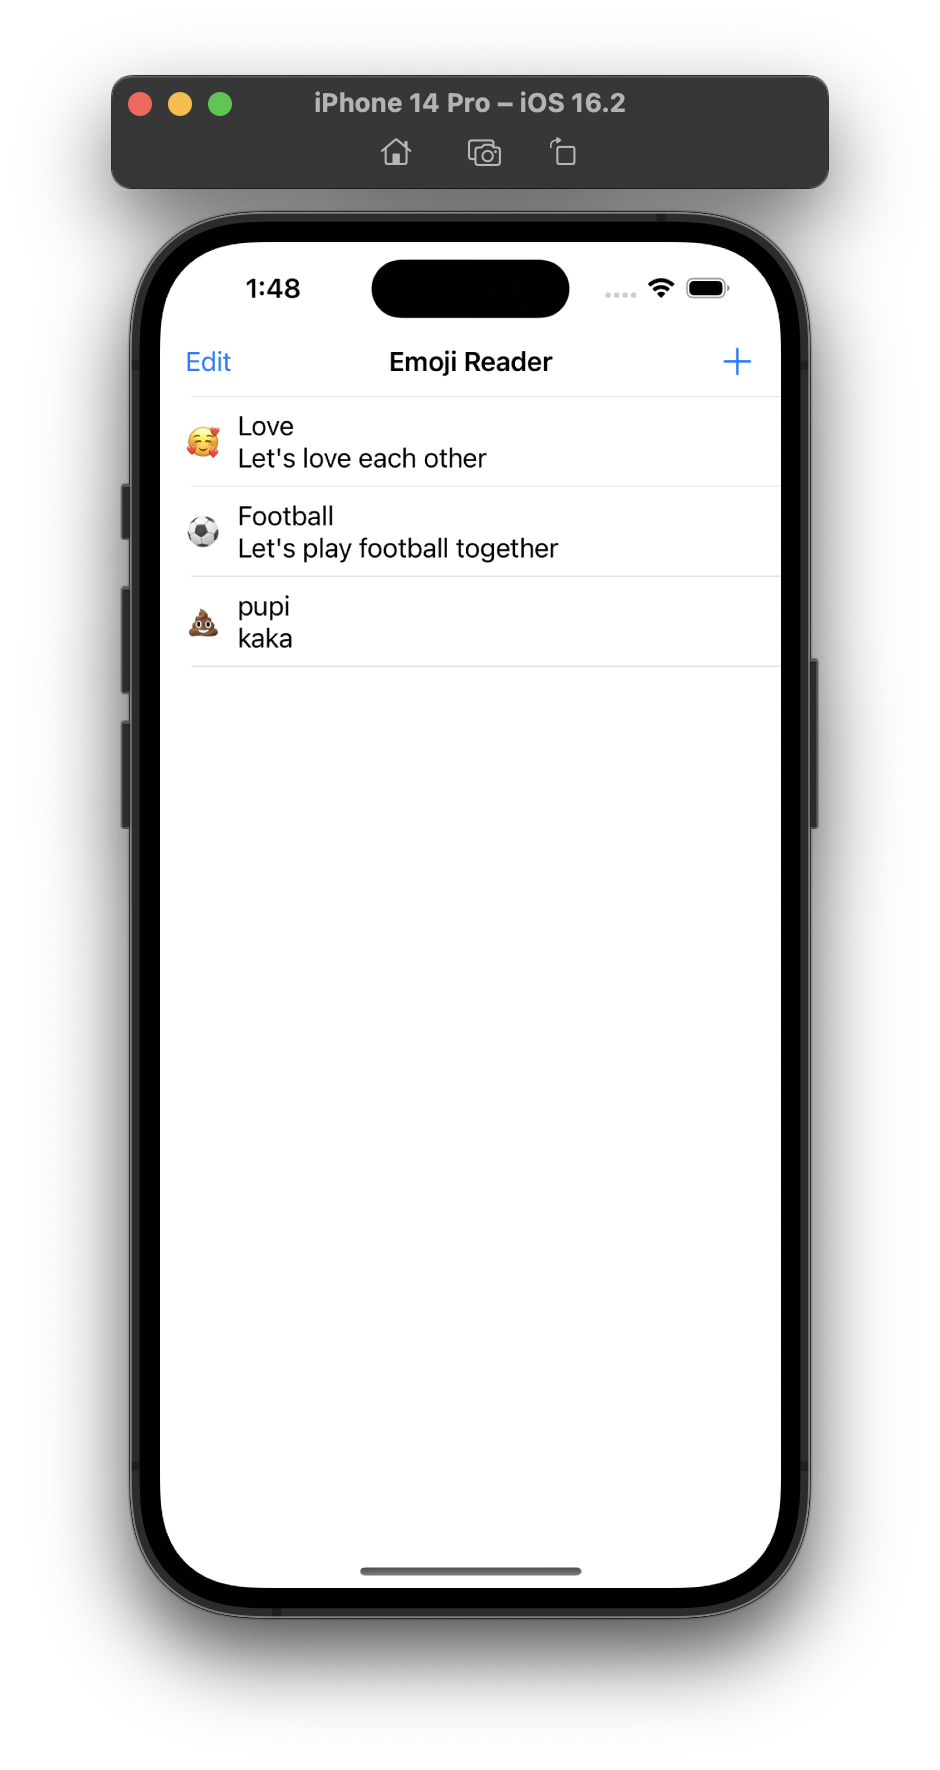 iPhone 14 Pro – iOS 16.2
1:48
Edit
Emoji Reader
Love
Let's love each other
Football
Let's play football together
pupi
kaka